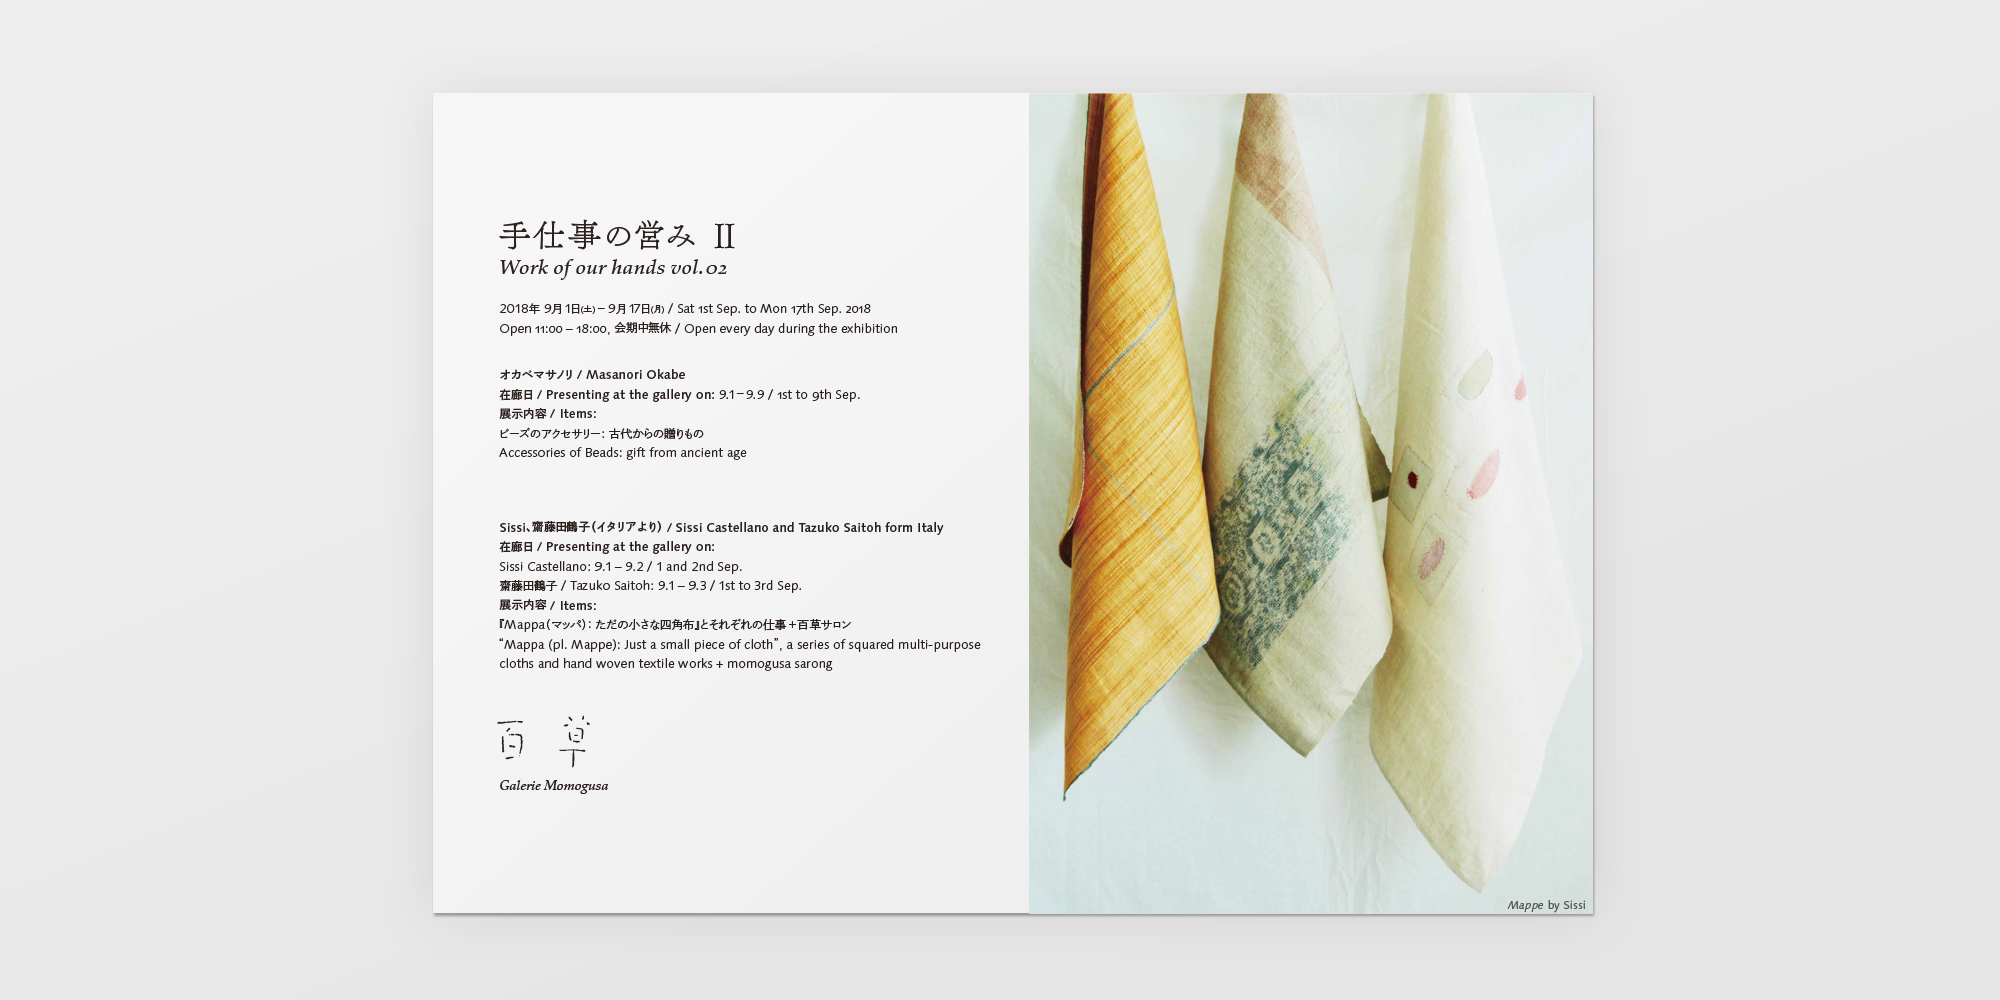 手仕事の営み Ⅱ
Work of our hands vol.02
2018年 9月1日(土) – 9月17日(月) / Sat 1st Sep. to Mon 17th Sep. 2018
Open 11:00 – 18:00, 会期中無休 / Open every day during the exhibition
オカベマサノリ / Masanori Okabe
在廊日 / Presenting at the gallery on: 9.1–9.9 / 1st to 9th Sep.
展示内容 / Items:
ビーズのアクセサリー: 古代からの贈りもの
Accessories of Beads: gift from ancient age
Sissi、齋藤田鶴子(イタリアより) / Sissi Castellano and Tazuko Saitoh form Italy
在廊日 / Presenting at the gallery on:
Sissi Castellano: 9.1 – 9.2 / 1 and 2nd Sep.
齋藤田鶴子 / Tazuko Saitoh: 9.1 – 9.3 / 1st to 3rd Sep.
展示内容 / Items:
『Mappa(マッパ): ただの小さな四角布』とそれぞれの仕事+百草サロン
“Mappa (pl. Mappe): Just a small piece of cloth”, a series of squared multi-purpose
cloths and hand woven textile works + momogusa sarong
百草
Galerie Momogusa
Mappe by Sissi